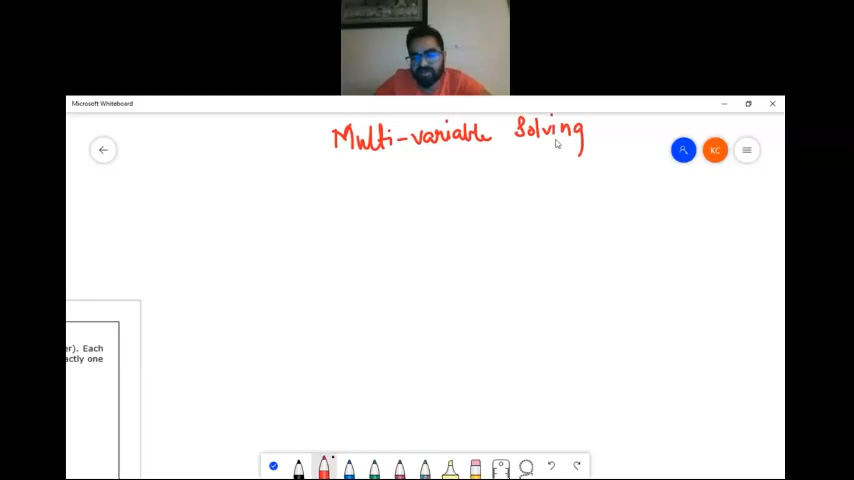 Microsoft Whiteboard
Multi-variable Solving
KC
er). Each
actly one